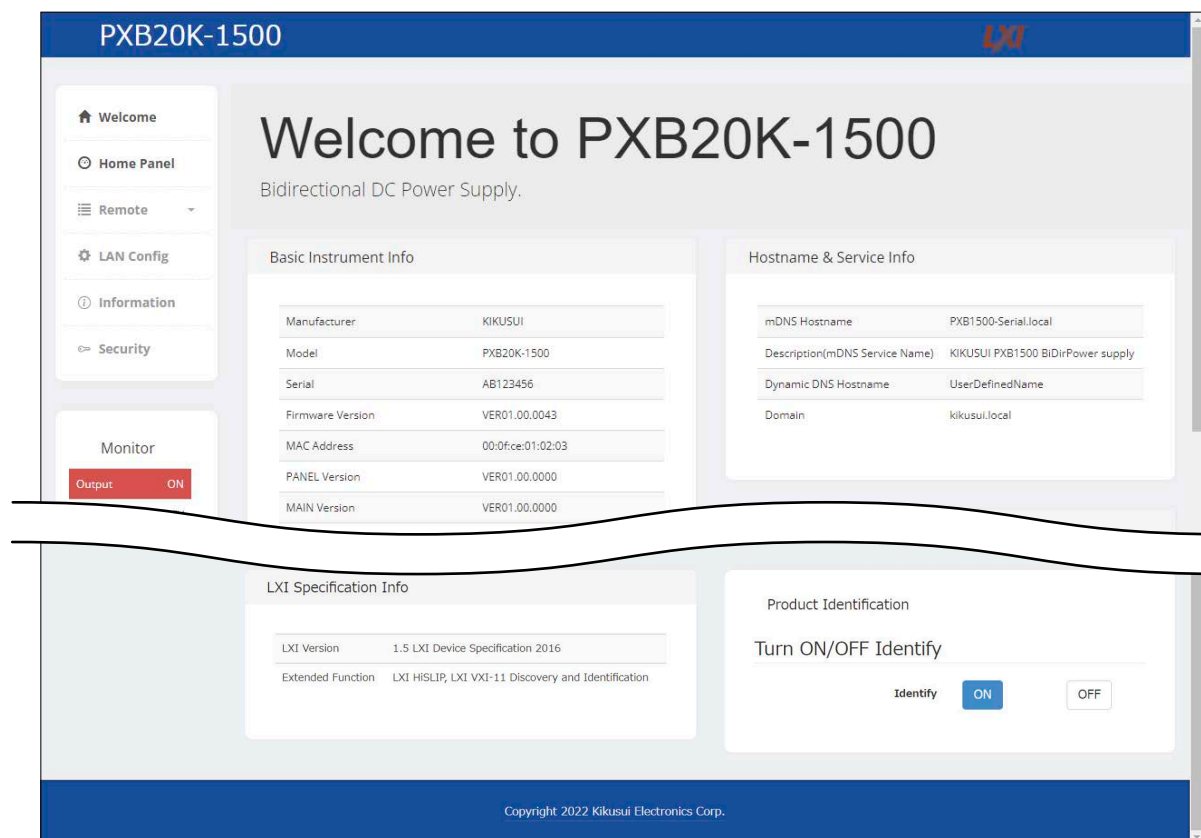 PXB20K-1500
LXI
Welcome
Home Panel
Remote
LAN Config
Information
Security
Monitor
Output ON
Welcome to PXB20K-1500
Bidirectional DC Power Supply.
Basic Instrument Info
Manufacturer KIKUSUI
Model PXB20K-1500
Serial AB123456
Firmware Version VER01.00.0043
MAC Address 00:0f:ce:01:02:03
PANEL Version VER01.00.0000
MAIN Version VER01.00.0000
Hostname & Service Info
mDNS Hostname PXB1500-Serial.local
Description(mDNS Service Name) KIKUSUI PXB1500 BiDirPower supply
Dynamic DNS Hostname UserDefinedName
Domain kikusui.local
LXI Specification Info
LXI Version 1.5 LXI Device Specification 2016
Extended Function LXI HiSLIP, LXI VXI-11 Discovery and Identification
Product Identification
Turn ON/OFF Identify
Identify ON OFF
Copyright 2022 Kikusui Electronics Corp.